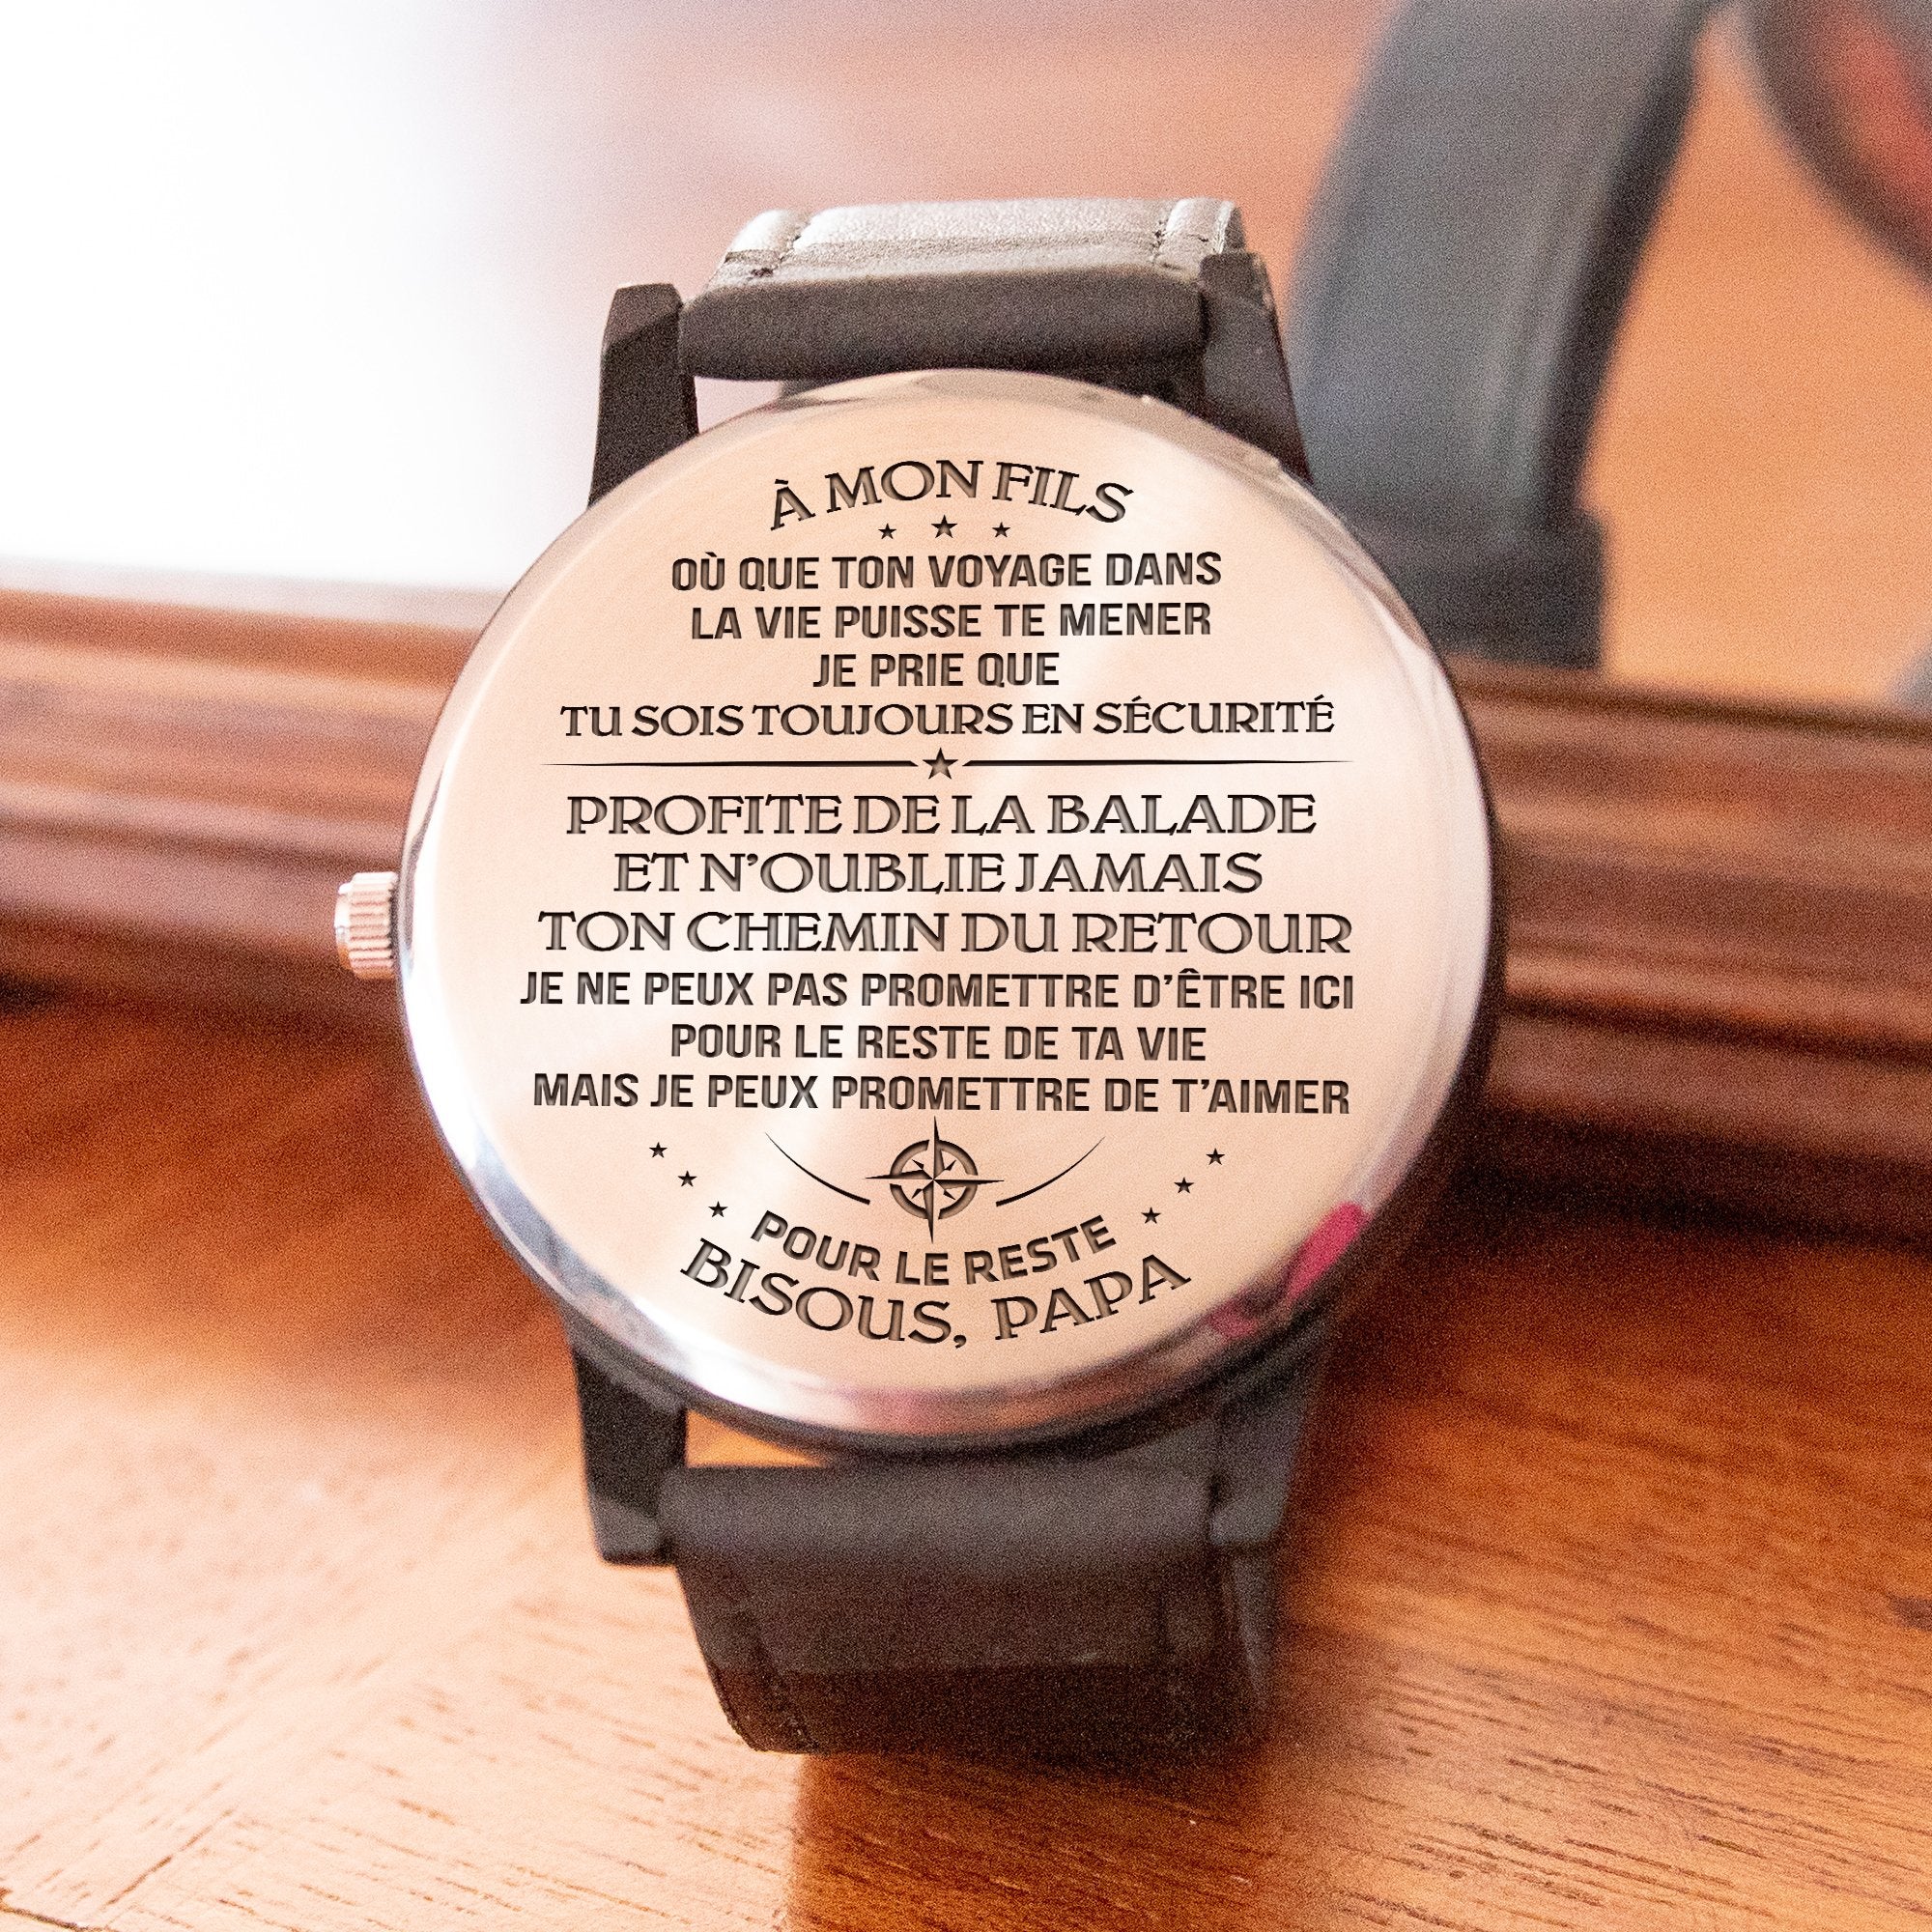 À MON FILS
OÙ QUE TON VOYAGE DANS
LA VIE PUISSE TE MENER
JE PRIE QUE
TU SOIS TOUJOURS EN SÉCURITÉ
PROFITE DE LA BALADE
ET N'OUBLIE JAMAIS
TON CHEMIN DU RETOUR
JE NE PEUX PAS PROMETTRE D'ÊTRE ICI
POUR LE RESTE DE TA VIE
MAIS JE PEUX PROMETTRE DE T'AIMER
POUR LE RESTE
BISOUS, PAPA